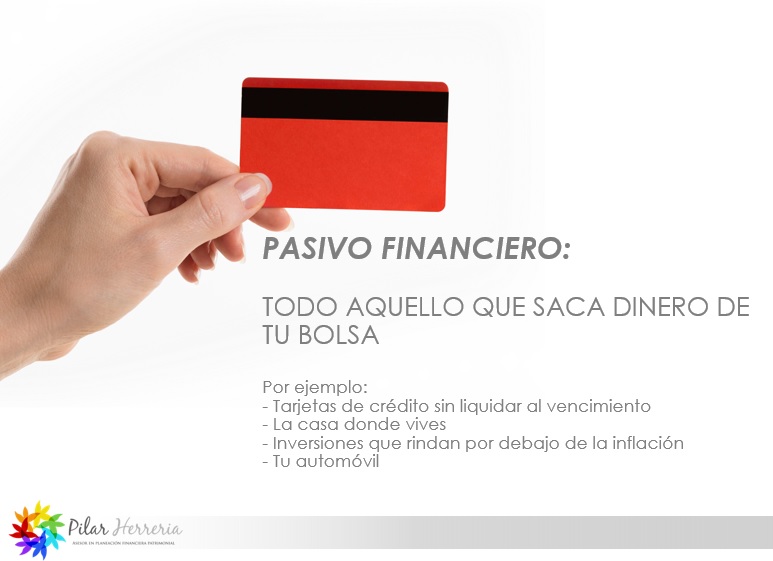 PASIVO FINANCIERO:
TODO AQUELLO QUE SACA DINERO DE
TU BOLSA
Por ejemplo:
- Tarjetas de crédito sin liquidar al vencimiento
- La casa donde vives
- Inversiones que rindan por debajo de la inflación
- Tu automóvil
Pilar Herreria
ASESOR EN PLANEACIÓN FINANCIERA PATRIMONIAL